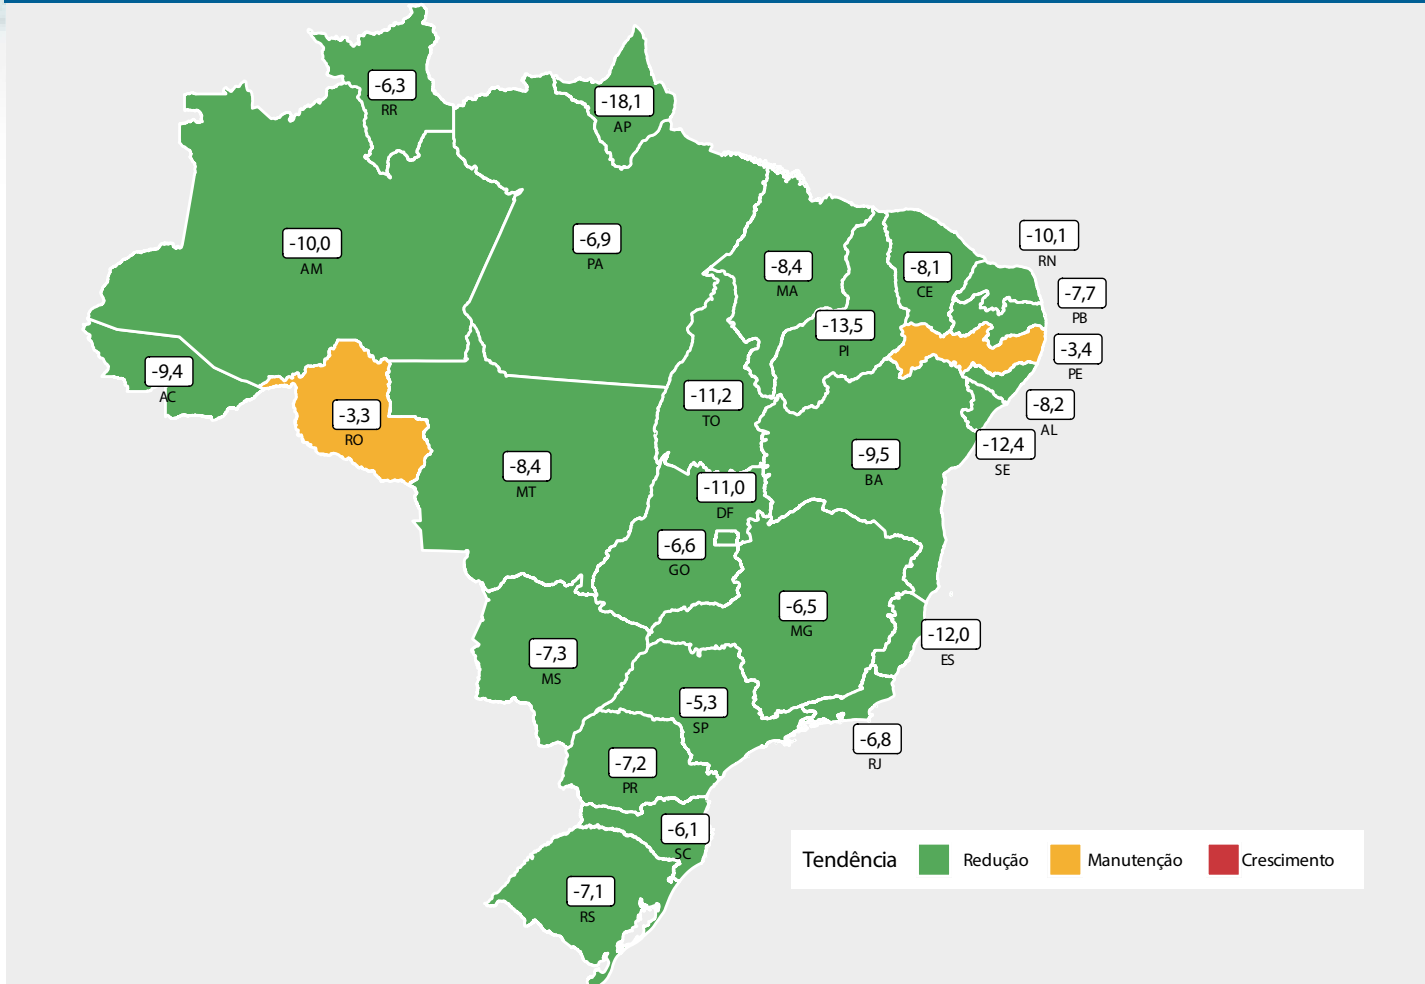 -6,3
RR
-18,1
AP
-10,0
AM
-6,9
PA
-8,4
MA
-8,1
CE
-10,1
RN
-7,7
PB
-13,5
PI
-3,4
PE
-9,4
AC
-3,3
RO
-11,2
TO
-8,2
AL
-12,4
SE
-8,4
MT
-9,5
BA
-11,0
DF
-6,6
GO
-6,5
MG
-12,0
ES
-7,3
MS
-5,3
SP
-6,8
RJ
-7,2
PR
-6,1
SC
-7,1
RS
Tendência Redução Manutenção Crescimento